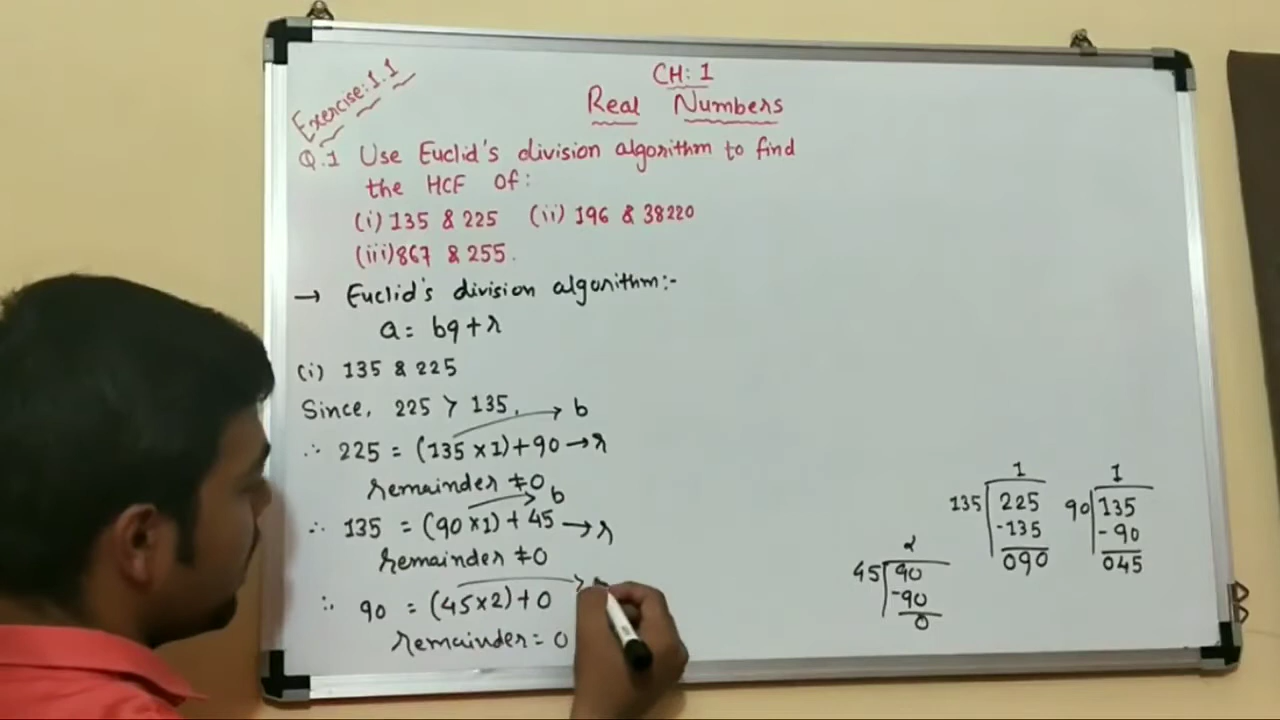 Exercise: 1.1
CH: 1
Real Numbers
Q.1 Use Euclid's division algorithm to find
the HCF Of:
(i) 135 & 225 (ii) 196 & 38220
(iii) 867 & 255.
→ Euclid's division algorithm:-
a = bq + r
(i) 135 & 225
Since, 225 > 135.
→ b
∴ 225 = (135 × 1) + 90 → r
remainder ≠ 0
→ b
∴ 135 = (90 × 1) + 45 → r
remainder ≠ 0
∴ 90 = (45 × 2) + 0 →
remainder = 0
2
45 90
-90
0
1
135 225
-135
090
1
90 135
- 90
045